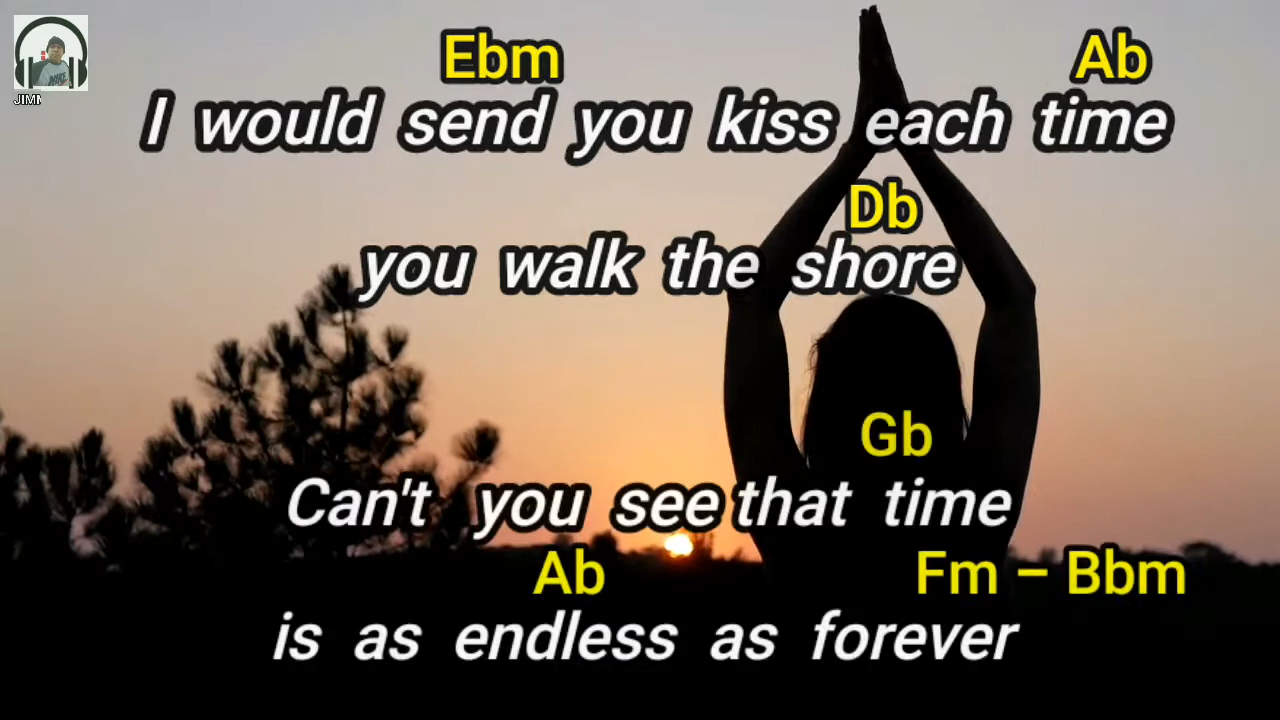 Ebm Ab
I would send you kiss each time
Db
you walk the shore
Gb
Can't you see that time
Ab Fm – Bbm
is as endless as forever